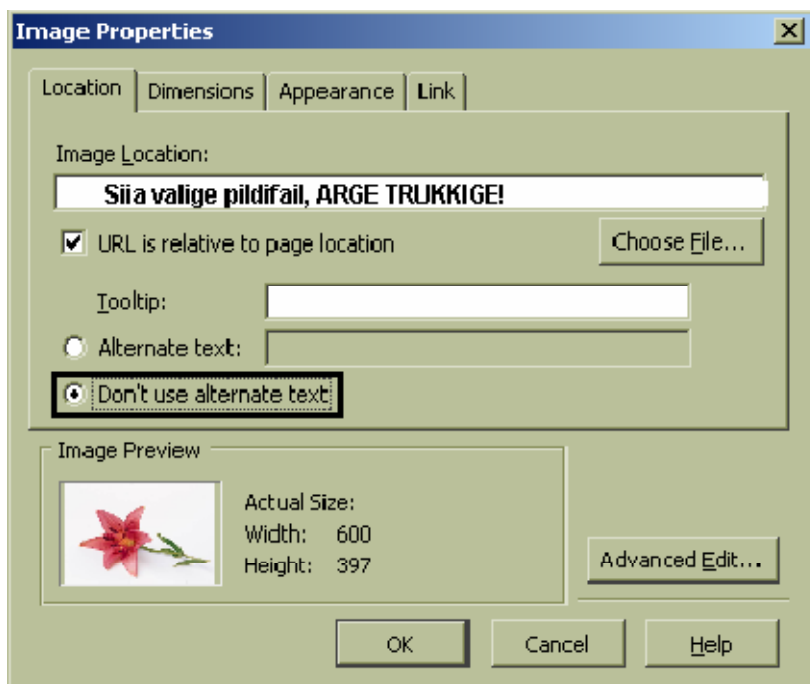 Image Properties
Location Dimensions Appearance Link
Image Location:
Siia valige pildifail, ARGE TRUKKIGE!
URL is relative to page location Choose File...
Tooltip:
Alternate text:
Don't use alternate text
Image Preview
Actual Size:
Width: 600
Height: 397
Advanced Edit...
OK Cancel Help